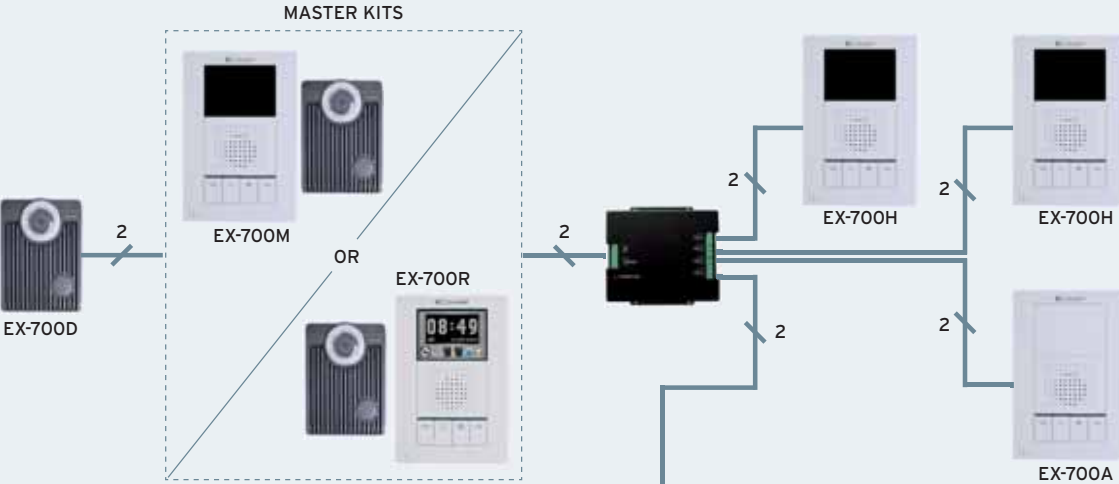 MASTER KITS
EX-700M
OR
EX-700R
08:49
2
EX-700D
2
2
EX-700H
2
EX-700H
2
2
EX-700A